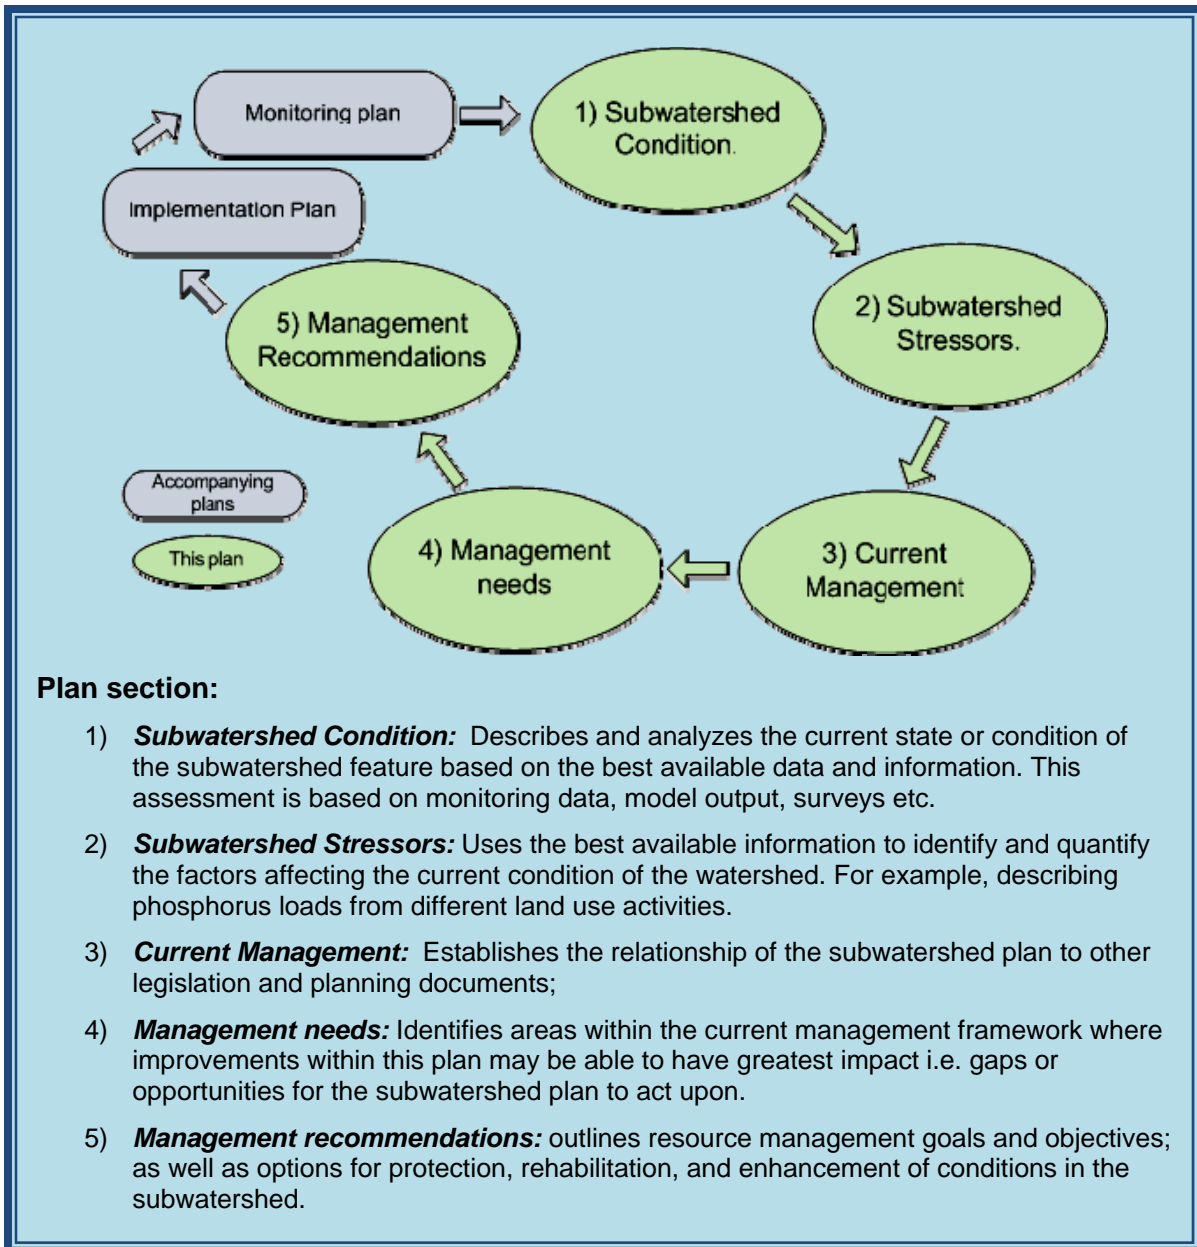 Monitoring plan
1) Subwatershed
Condition.
Implementation Plan
5) Management
Recommendations
2) Subwatershed
Stressors.
Accompanying
plans
This plan
4) Management
needs
3) Current
Management
Plan section:
1) Subwatershed Condition: Describes and analyzes the current state or condition of
the subwatershed feature based on the best available data and information. This
assessment is based on monitoring data, model output, surveys etc.
2) Subwatershed Stressors: Uses the best available information to identify and quantify
the factors affecting the current condition of the watershed. For example, describing
phosphorus loads from different land use activities.
3) Current Management: Establishes the relationship of the subwatershed plan to other
legislation and planning documents;
4) Management needs: Identifies areas within the current management framework where
improvements within this plan may be able to have greatest impact i.e. gaps or
opportunities for the subwatershed plan to act upon.
5) Management recommendations: outlines resource management goals and objectives;
as well as options for protection, rehabilitation, and enhancement of conditions in the
subwatershed.